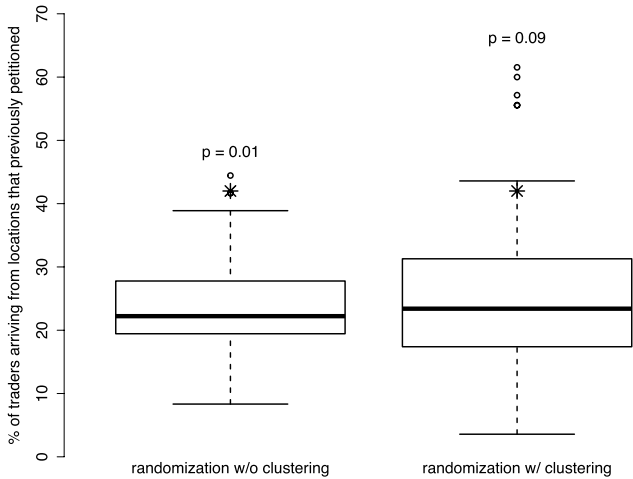 % of traders arriving from locations that previously petitioned
70
60
50
40
30
20
10
0
p = 0.01
p = 0.09
randomization w/o clustering
randomization w/ clustering